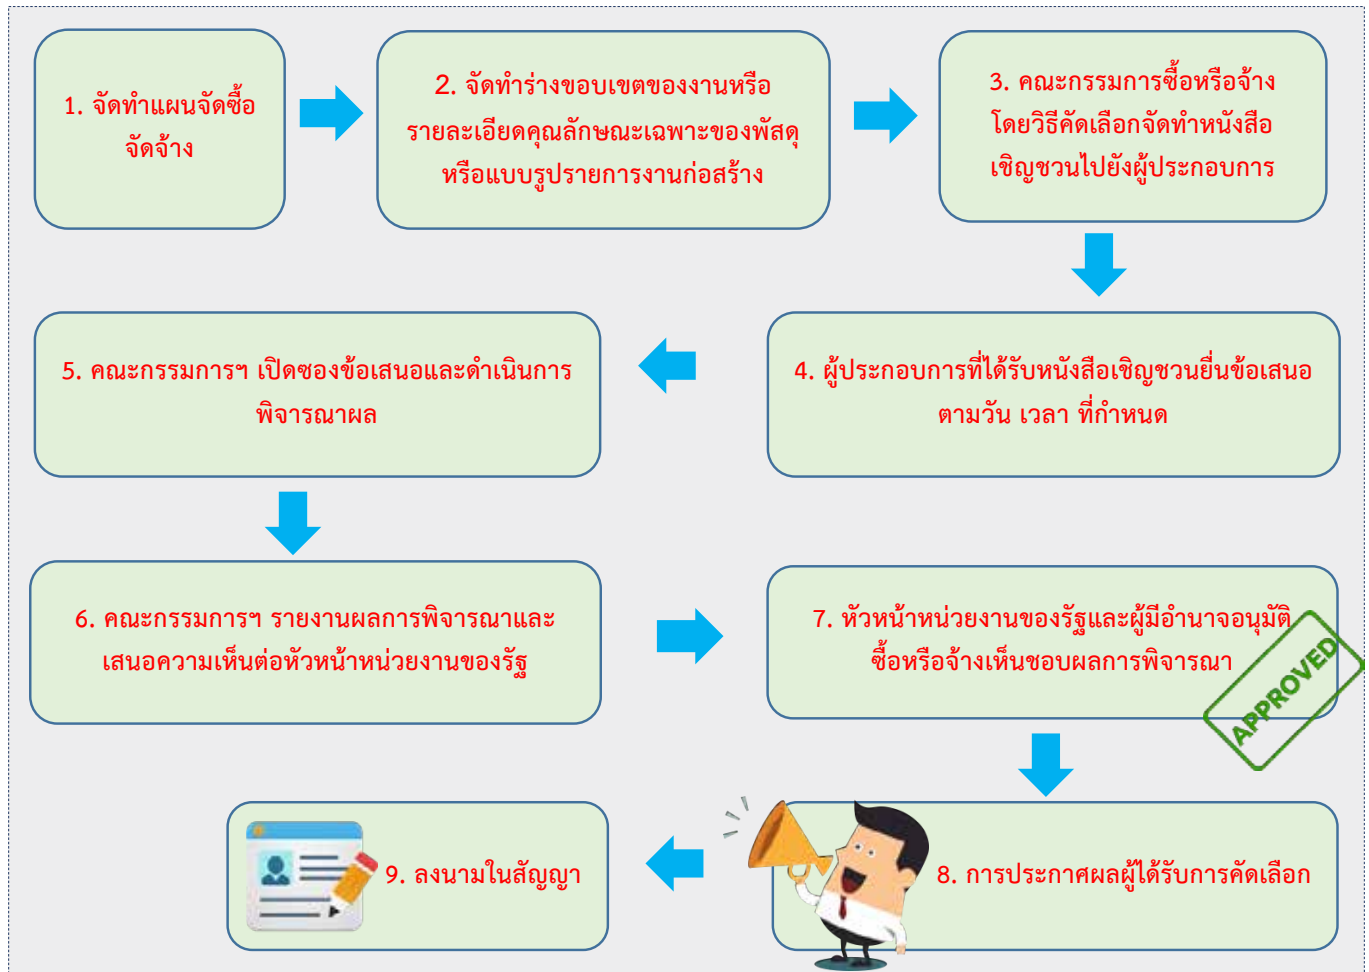 1. จัดทำแผนจัดซื้อ
จัดจ้าง
2. จัดทำร่างขอบเขตของงานหรือ
รายละเอียดคุณลักษณะเฉพาะของพัสดุ
หรือแบบรูปรายการงานก่อสร้าง
3. คณะกรรมการซื้อหรือจ้าง
โดยวิธีคัดเลือกจัดทำหนังสือ
เชิญชวนไปยังผู้ประกอบการ
4. ผู้ประกอบการที่ได้รับหนังสือเชิญชวนยื่นข้อเสนอ
ตามวัน เวลา ที่กำหนด
5. คณะกรรมการฯ เปิดซองข้อเสนอและดำเนินการ
พิจารณาผล
6. คณะกรรมการฯ รายงานผลการพิจารณาและ
เสนอความเห็นต่อหัวหน้าหน่วยงานของรัฐ
7. หัวหน้าหน่วยงานของรัฐและผู้มีอำนาจอนุมัติ
ซื้อหรือจ้างเห็นชอบผลการพิจารณา
APPROVED
8. การประกาศผลผู้ได้รับการคัดเลือก
9. ลงนามในสัญญา